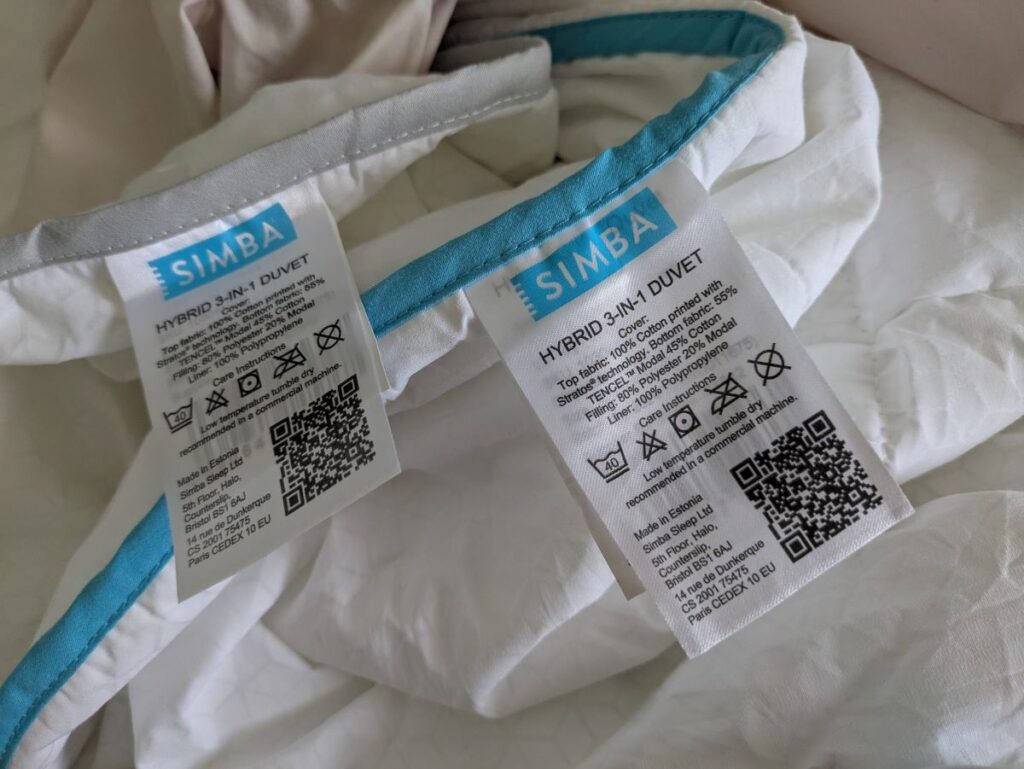 SIMBA
HYBRID 3-IN-1 DUVET
Cover:
Top fabric: 100% Cotton printed with
Stratos® technology. Bottom fabric: 55%
TENCEL™ Modal 45% Cotton
Filling: 80% Polyester 20% Modal
Liner: 100% Polypropylene
Care Instructions
40
Low temperature tumble dry
recommended in a commercial machine.
Made in Estonia
Simba Sleep Ltd
5th Floor, Halo,
Counterslip,
Bristol BS1 6AJ
14 rue de Dunkerque
CS 2001 75475
Paris CEDEX 10 EU
SIMBA
HYBRID 3-IN-1 DUVET
Cover:
Top fabric: 100% Cotton printed with
Stratos® technology. Bottom fabric: 55%
TENCEL™ Modal 45% Cotton
Filling: 80% Polyester 20% Modal
Liner: 100% Polypropylene
Care Instructions
40
Low temperature tumble dry
recommended in a commercial machine.
Made in Estonia
Simba Sleep Ltd
5th Floor, Halo,
Counterslip,
Bristol BS1 6AJ
14 rue de Dunkerque
CS 2001 75475
Paris CEDEX 10 EU